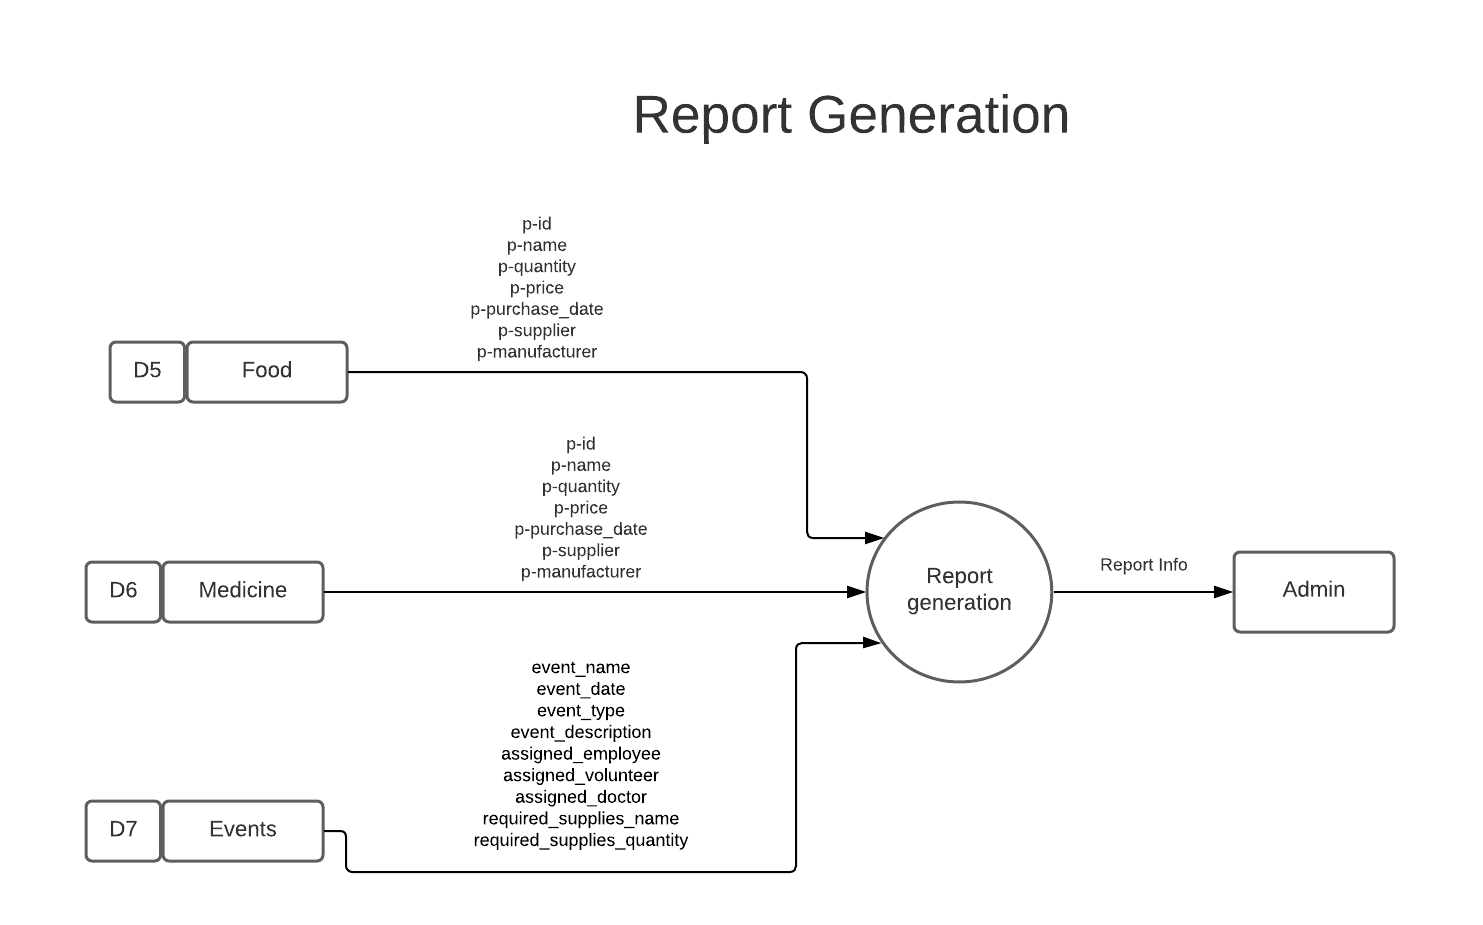 Report Generation
p-id
p-name
p-quantity
p-price
p-purchase_date
p-supplier
p-manufacturer
D5
Food
p-id
p-name
p-quantity
p-price
p-purchase_date
p-supplier
p-manufacturer
D6
Medicine
Report
generation
Report Info
Admin
event_name
event_date
event_type
event_description
assigned_employee
assigned_volunteer
assigned_doctor
required_supplies_name
required_supplies_quantity
D7
Events